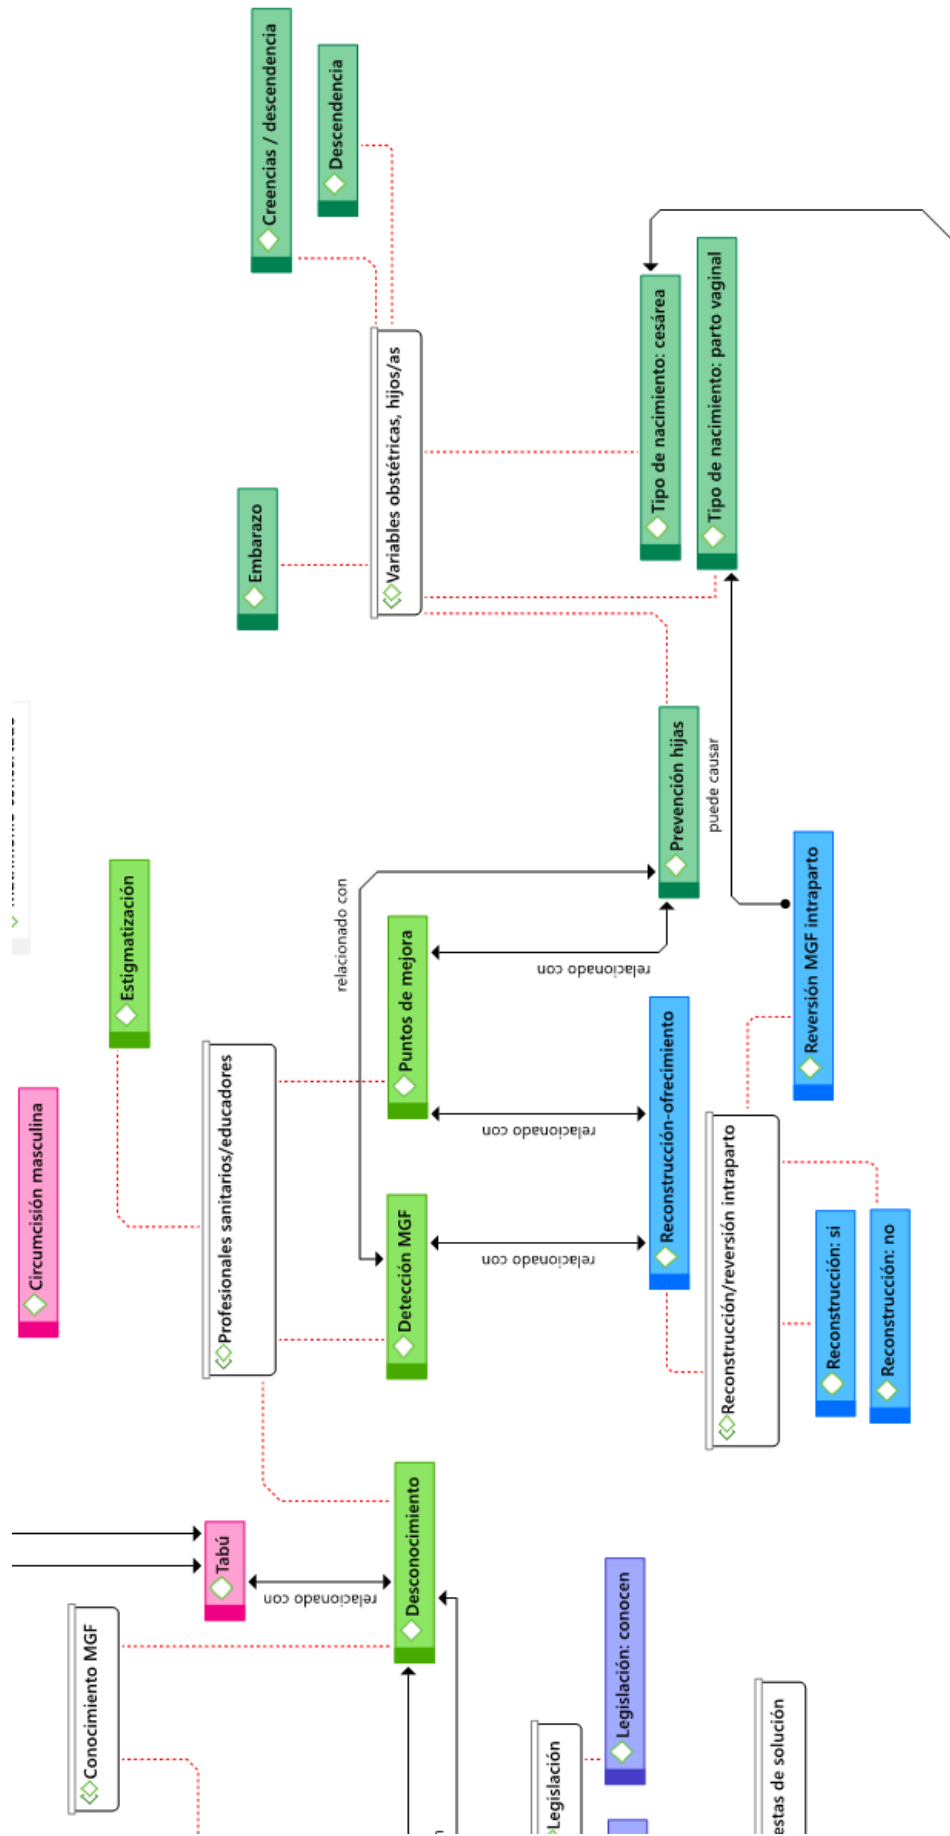 Creencias / descendencia
Descendencia
Embarazo
Variables obstétricas, hijos/as
Tipo de nacimiento: cesárea
Tipo de nacimiento: parto vaginal
Prevención hijas
puede causar
relacionado con
Estigmatización
Puntos de mejora
relacionado con
Reversión MGF intraparto
Circumcisión masculina
Profesionales sanitarios/educadores
Reconstrucción-ofrecimiento
relacionado con
Detección MGF
relacionado con
Reconstrucción/reversión intraparto
Reconstrucción: si
Reconstrucción: no
Tabú
relacionado con
Desconocimiento
Conocimiento MGF
Legislación: conocen
Legislación
estas de solución